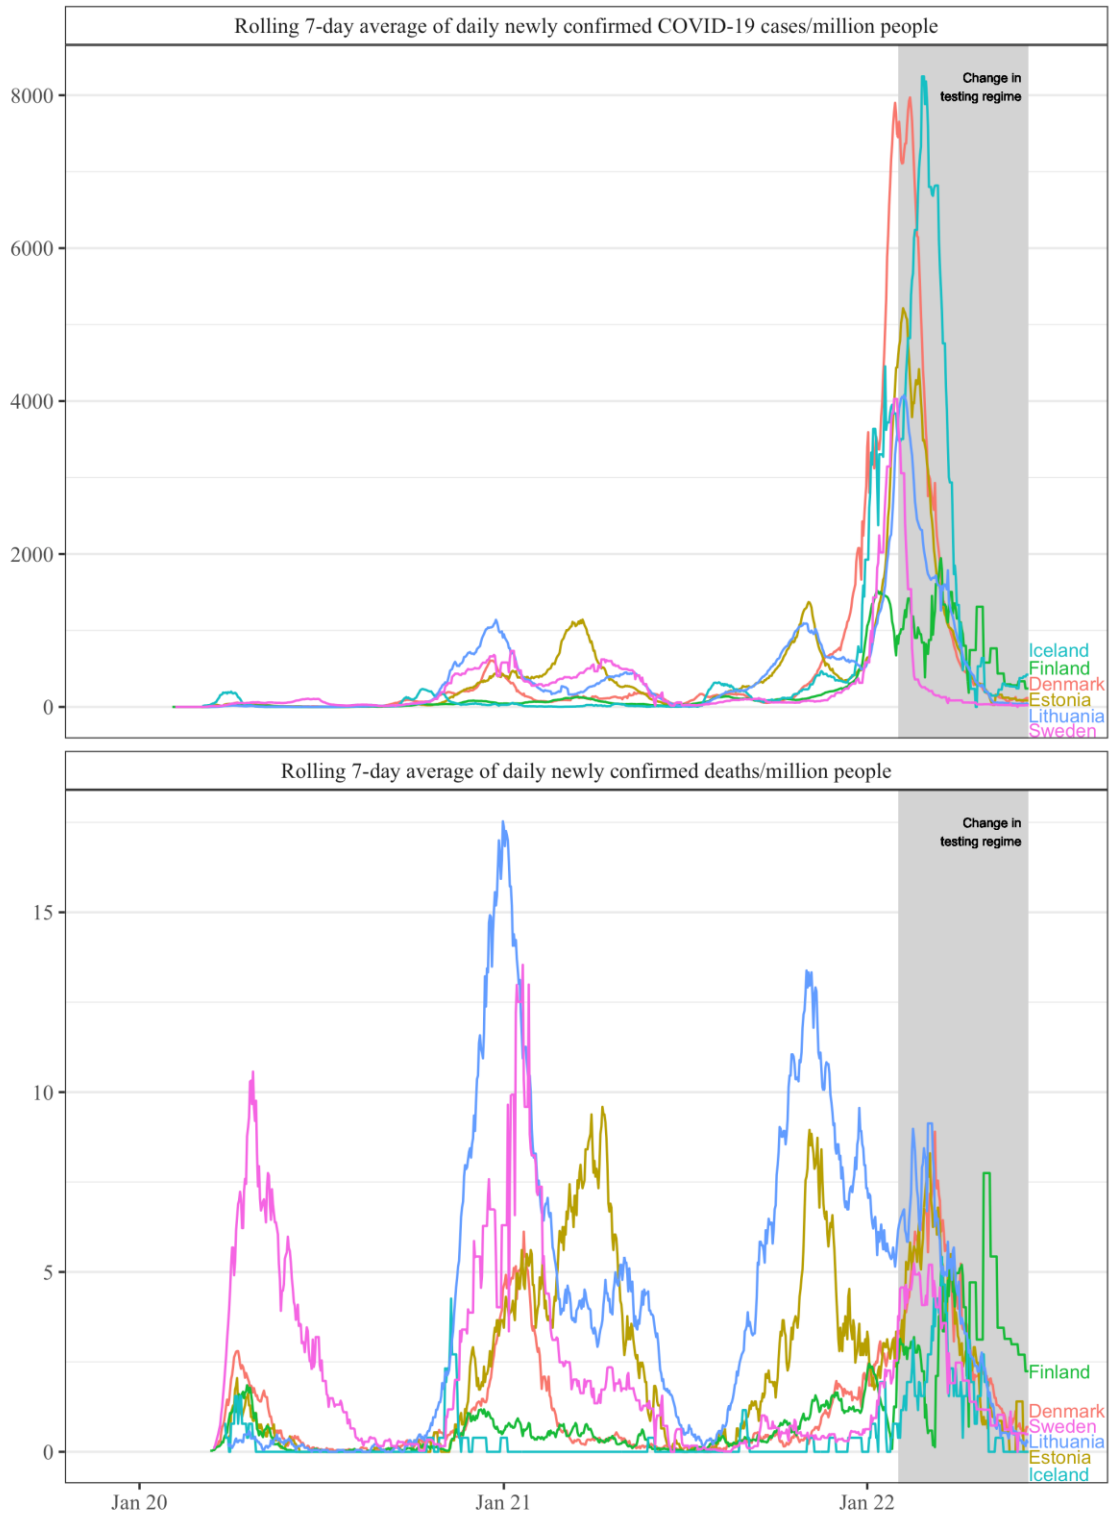 Rolling 7-day average of daily newly confirmed COVID-19 cases/million people
Change in
testing regime
8000
6000
4000
2000
0
Iceland
Finland
Denmark
Estonia
Lithuania
Sweden
Rolling 7-day average of daily newly confirmed deaths/million people
Change in
testing regime
15
10
5
0
Finland
Denmark
Sweden
Lithuania
Estonia
Iceland
Jan 20
Jan 21
Jan 22